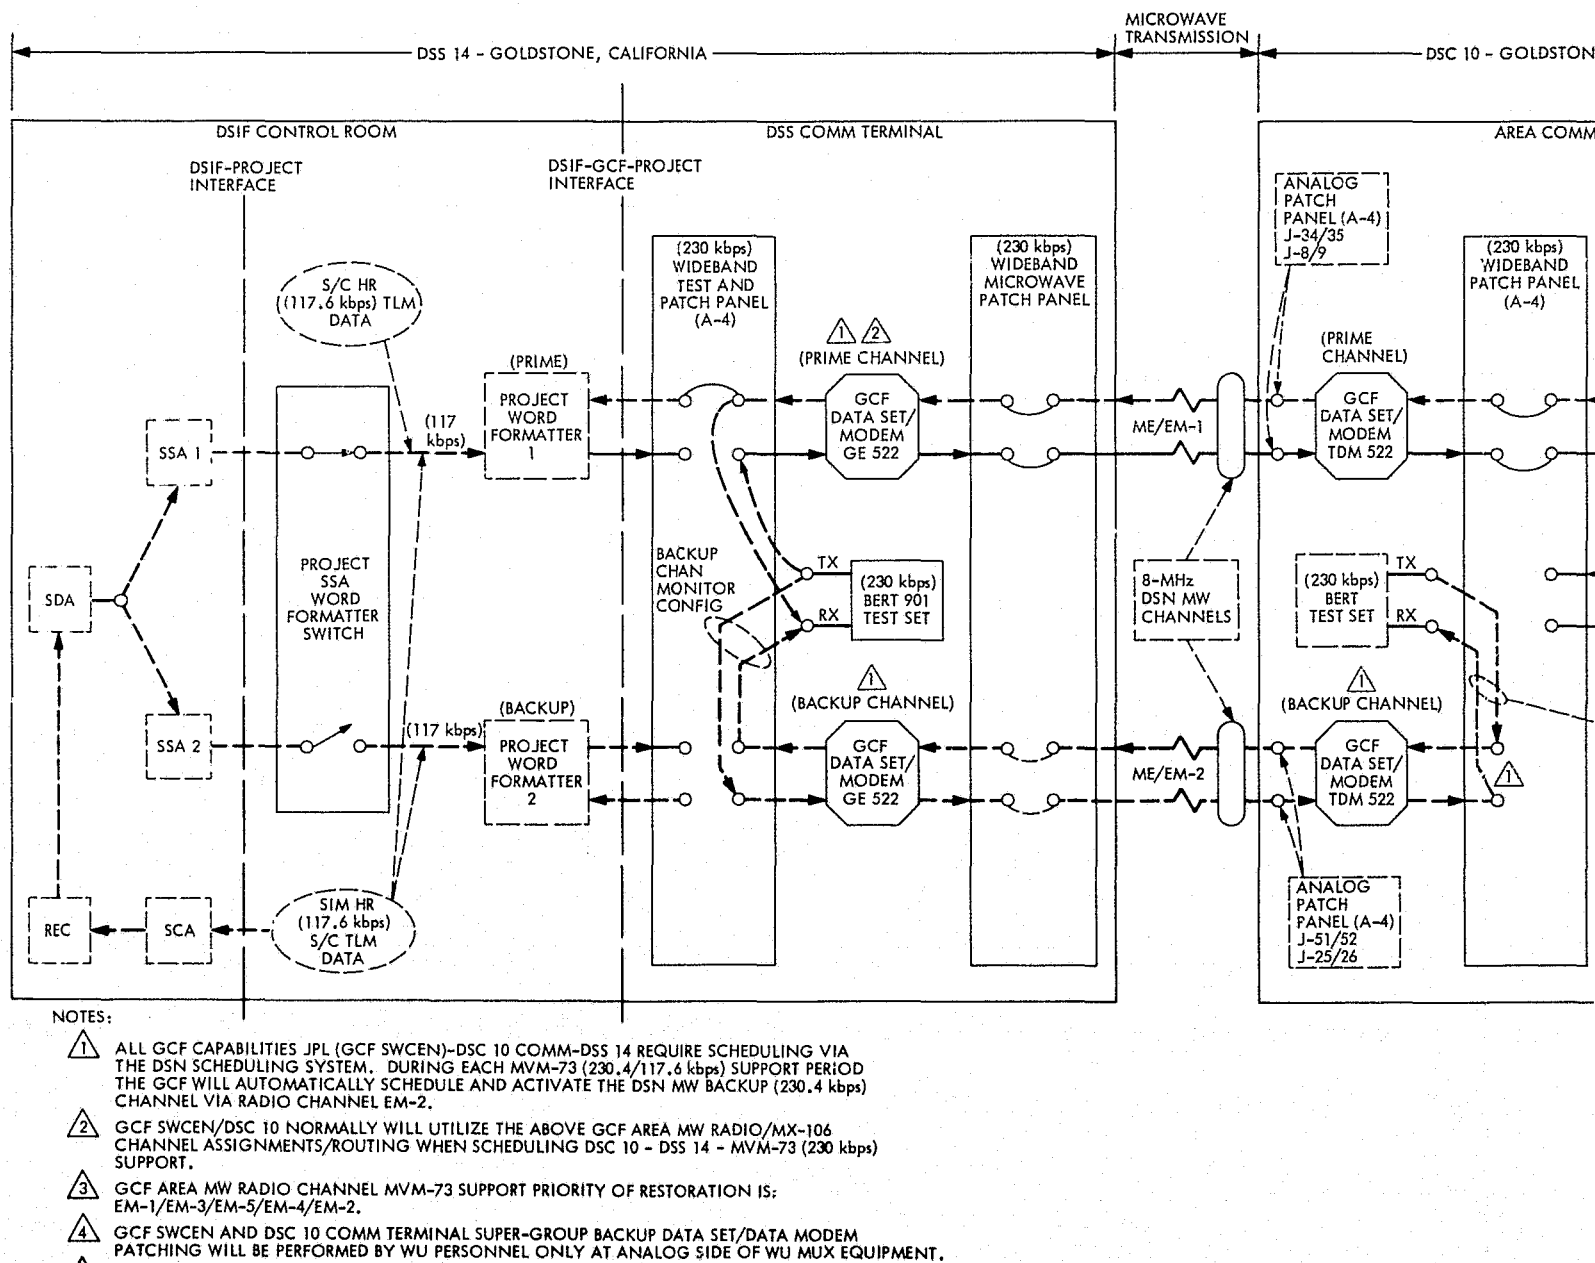 MICROWAVE
TRANSMISSION
DSS 14 - GOLDSTONE, CALIFORNIA
DSC 10 - GOLDSTON
DSIF CONTROL ROOM
DSS COMM TERMINAL
AREA COMM
DSIF-PROJECT
INTERFACE
DSIF-GCF-PROJECT
INTERFACE
ANALOG
PATCH
PANEL (A-4)
J-34/35
J-8/9
(230 kbps)
WIDEBAND
TEST AND
PATCH PANEL
(A-4)
(230 kbps)
WIDEBAND
MICROWAVE
PATCH PANEL
(230 kbps)
WIDEBAND
PATCH PANEL
(A-4)
S/C HR
(117.6 kbps) TLM
DATA
1
2
(PRIME CHANNEL)
(PRIME
CHANNEL)
(PRIME)
PROJECT
WORD
FORMATTER
1
(117
kbps)
GCF
DATA SET/
MODEM
GE 522
ME/EM-1
GCF
DATA SET/
MODEM
TDM 522
SSA 1
PROJECT
SSA
WORD
FORMATTER
SWITCH
SDA
BACKUP
CHAN
MONITOR
CONFIG
TX
RX
(230 kbps)
BERT 901
TEST SET
8-MHz
DSN MW
CHANNELS
(230 kbps)
BERT
TEST SET
TX
RX
1
(BACKUP CHANNEL)
1
(BACKUP CHANNEL)
(BACKUP)
SSA 2
(117 kbps)
PROJECT
WORD
FORMATTER
2
GCF
DATA SET/
MODEM
GE 522
ME/EM-2
GCF
DATA SET/
MODEM
TDM 522
1
REC
SCA
SIM HR
(117.6 kbps)
S/C TLM
DATA
ANALOG
PATCH
PANEL (A-4)
J-51/52
J-25/26
NOTES:
1 ALL GCF CAPABILITIES JPL (GCF SWCEN)-DSC 10 COMM-DSS 14 REQUIRE SCHEDULING VIA
THE DSN SCHEDULING SYSTEM. DURING EACH MVM-73 (230.4/117.6 kbps) SUPPORT PERIOD
THE GCF WILL AUTOMATICALLY SCHEDULE AND ACTIVATE THE DSN MW BACKUP (230.4 kbps)
CHANNEL VIA RADIO CHANNEL EM-2.
2 GCF SWCEN/DSC 10 NORMALLY WILL UTILIZE THE ABOVE GCF AREA MW RADIO/MX-106
CHANNEL ASSIGNMENTS/ROUTING WHEN SCHEDULING DSC 10 - DSS 14 - MVM-73 (230 kbps)
SUPPORT.
3 GCF AREA MW RADIO CHANNEL MVM-73 SUPPORT PRIORITY OF RESTORATION IS:
EM-1/EM-3/EM-5/EM-4/EM-2.
4 GCF SWCEN AND DSC 10 COMM TERMINAL SUPER-GROUP BACKUP DATA SET/DATA MODEM
PATCHING WILL BE PERFORMED BY WU PERSONNEL ONLY AT ANALOG SIDE OF WU MUX EQUIPMENT.